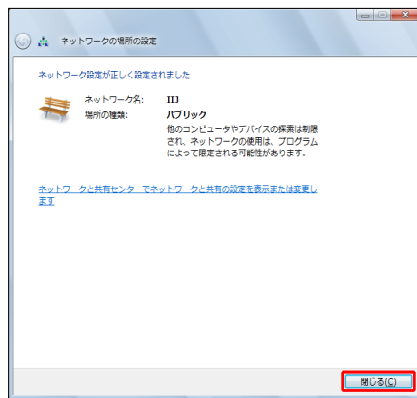 ネットワークの場所の設定
ネットワーク設定が正しく設定されました
ネットワーク名: IIJ
場所の種類: パブリック
他のコンピュータやデバイスの探索は制限
され、ネットワークの使用は、プログラム
によって限定される可能性があります。
ネットワ クと共有センタ でネットワ クと共有の設定を表示または変更し
ます
閉じる(C)